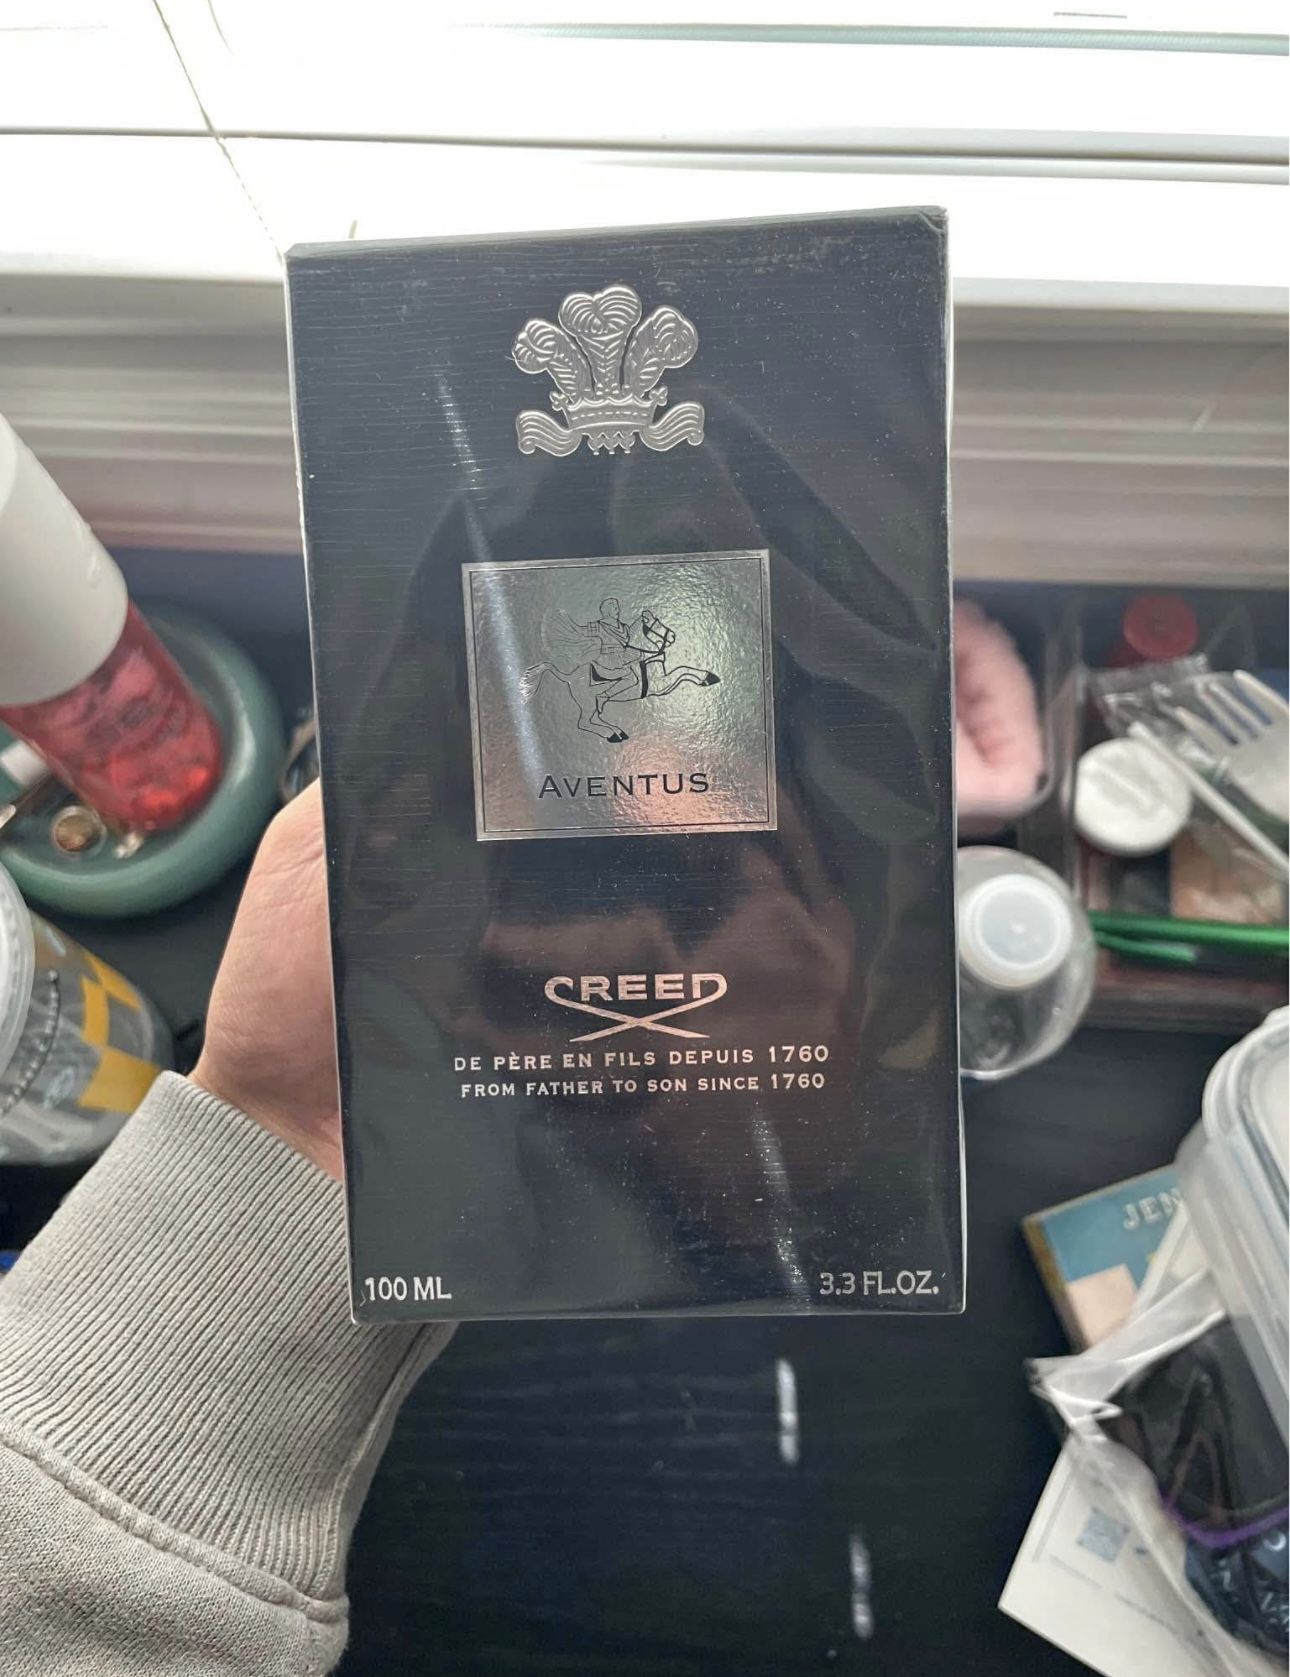 AVENTUS
CREED
DE PÈRE EN FILS DEPUIS 1760
FROM FATHER TO SON SINCE 1760
100 ML 3.3 FL.OZ.